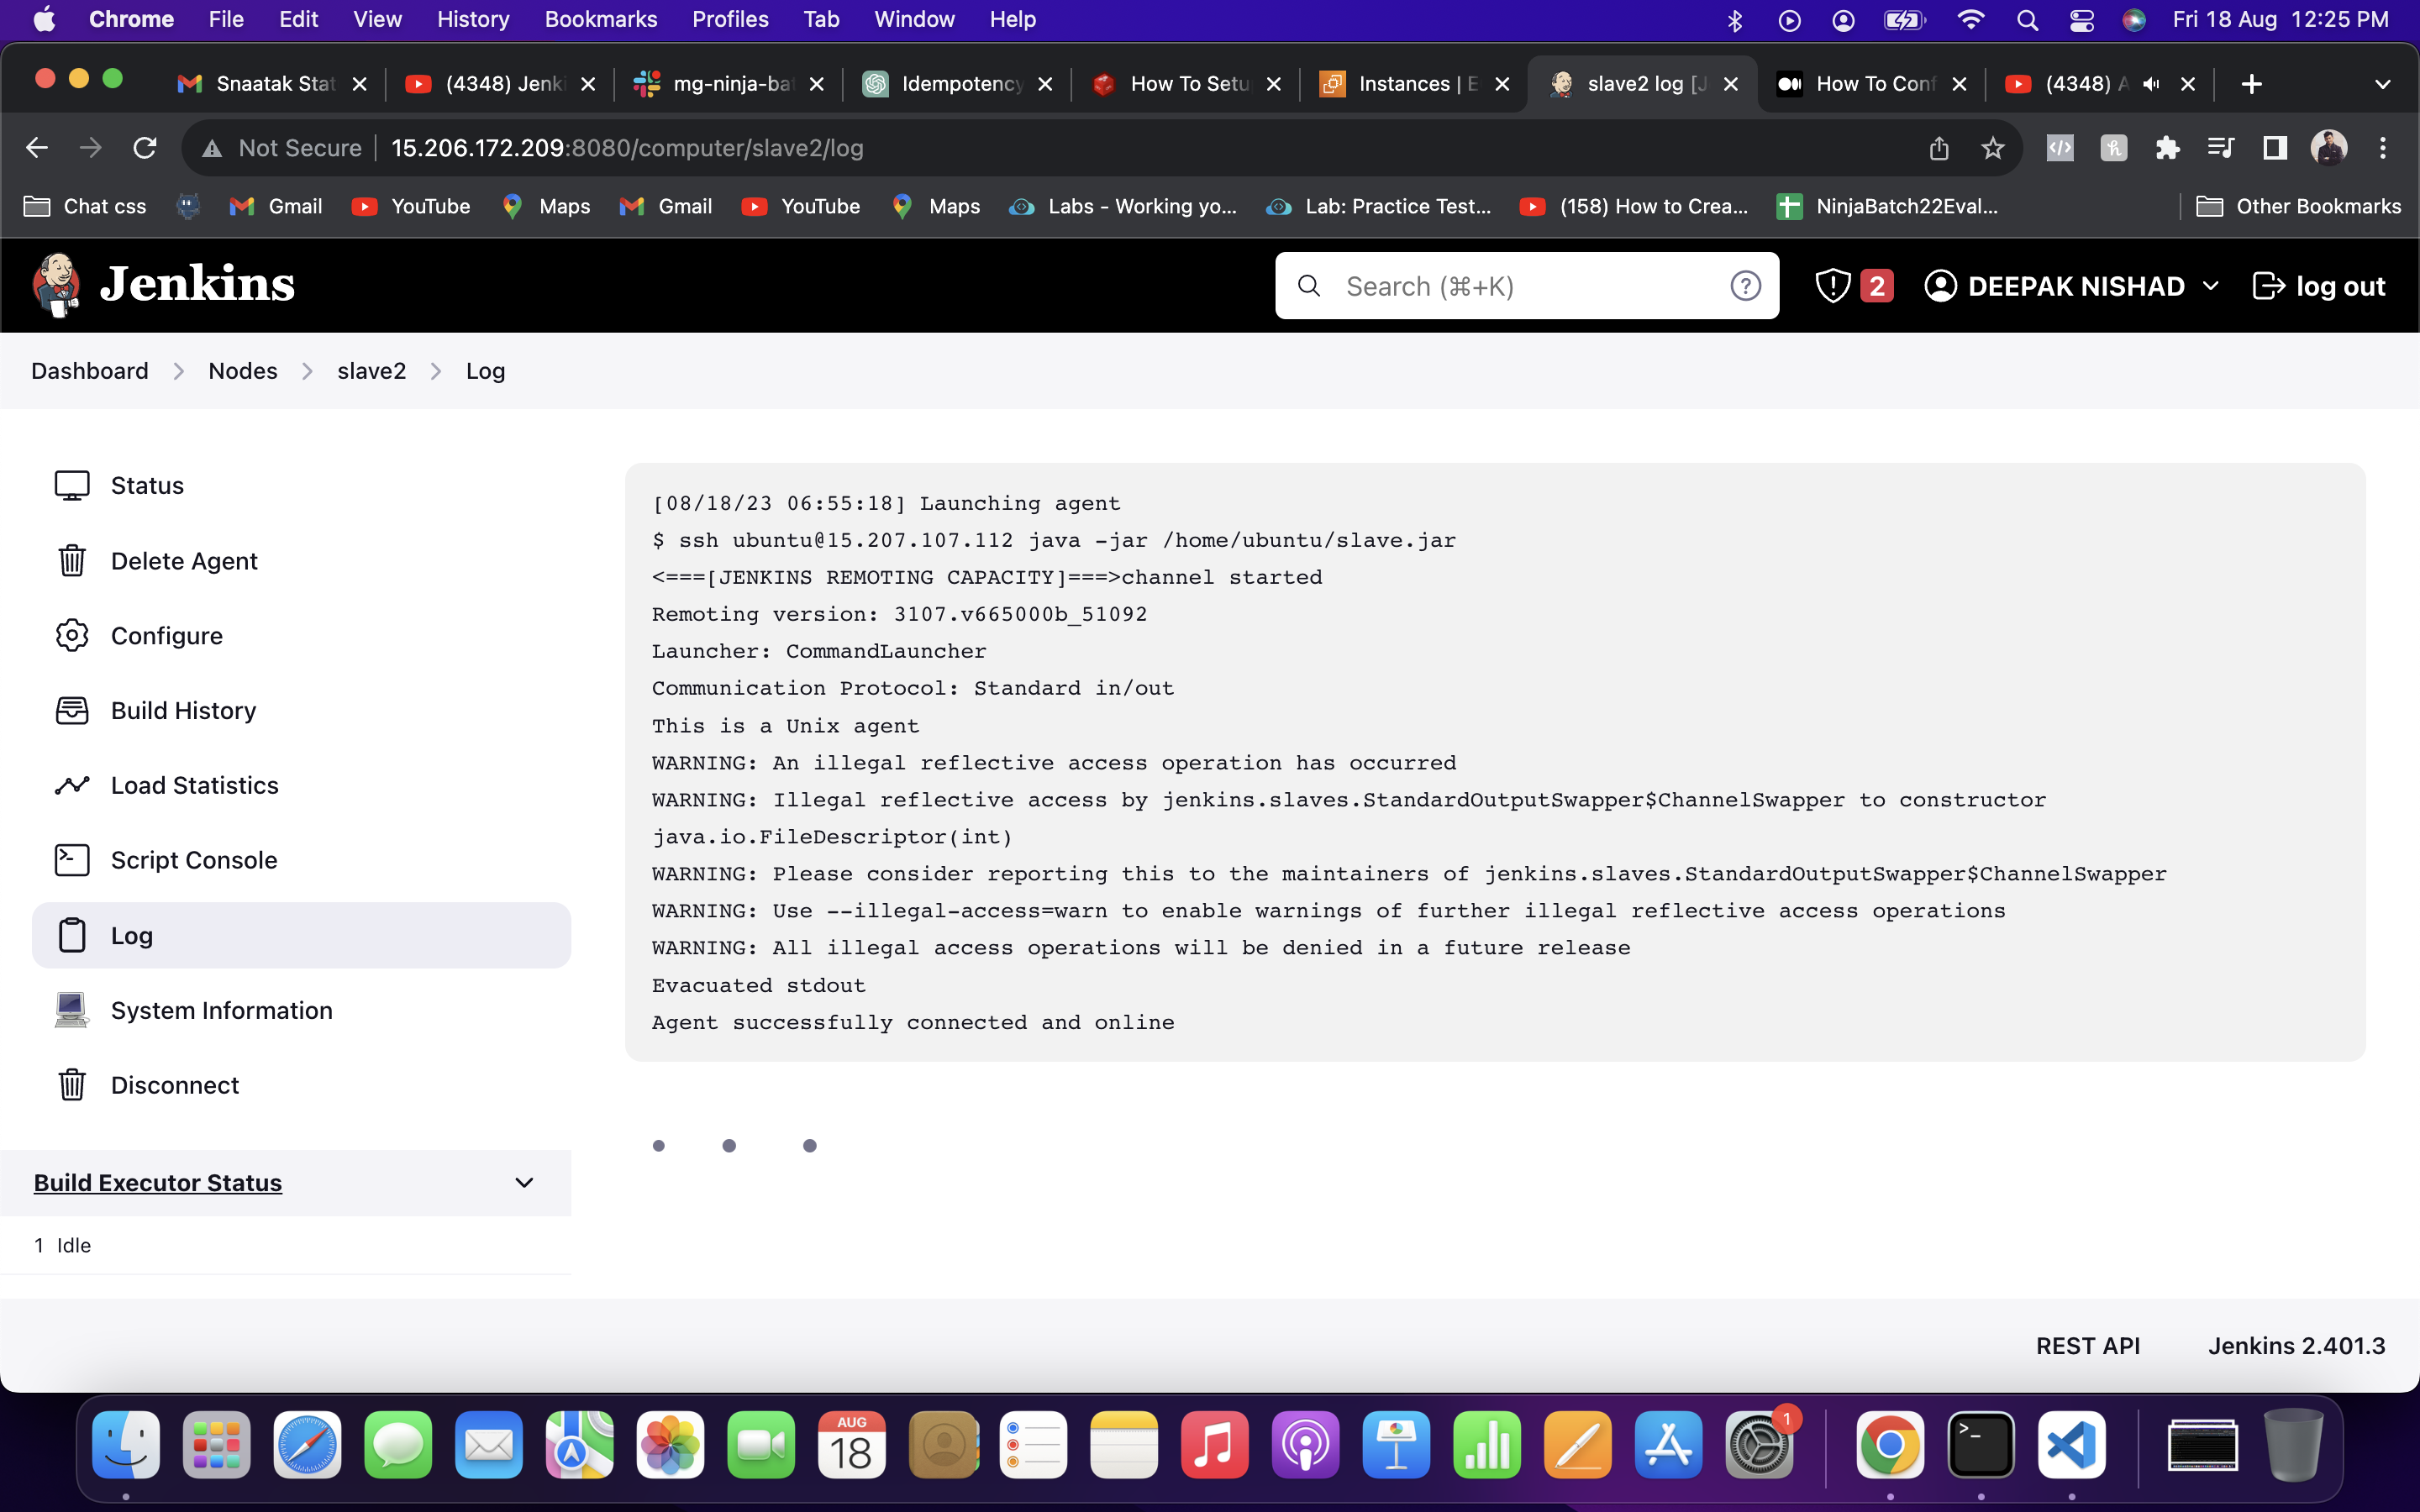 Chrome File Edit View History Bookmarks Profiles Tab Window Help Fri 18 Aug 12:25 PM
Snaatak Stat (4348) Jenki mg-ninja-bat Idempotency How To Setu Instances | E slave2 log [J How To Conf (4348) A
Not Secure 15.206.172.209:8080/computer/slave2/log
Chat css Gmail YouTube Maps Gmail YouTube Maps Labs - Working yo... Lab: Practice Test... (158) How to Crea... NinjaBatch22Eval... Other Bookmarks
Jenkins Search (⌘+K) ? 2 DEEPAK NISHAD log out
Dashboard Nodes slave2 Log
Status
Delete Agent
Configure
Build History
Load Statistics
Script Console
Log
System Information
Disconnect
Build Executor Status
1 Idle
[08/18/23 06:55:18] Launching agent
$ ssh ubuntu@15.207.107.112 java -jar /home/ubuntu/slave.jar
<===[JENKINS REMOTING CAPACITY]===>channel started
Remoting version: 3107.v665000b_51092
Launcher: CommandLauncher
Communication Protocol: Standard in/out
This is a Unix agent
WARNING: An illegal reflective access operation has occurred
WARNING: Illegal reflective access by jenkins.slaves.StandardOutputSwapper$ChannelSwapper to constructor
java.io.FileDescriptor(int)
WARNING: Please consider reporting this to the maintainers of jenkins.slaves.StandardOutputSwapper$ChannelSwapper
WARNING: Use --illegal-access=warn to enable warnings of further illegal reflective access operations
WARNING: All illegal access operations will be denied in a future release
Evacuated stdout
Agent successfully connected and online
REST API Jenkins 2.401.3
AUG
18
1